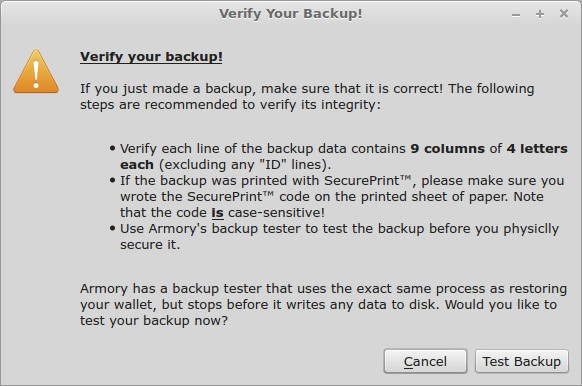 Verify Your Backup!
Verify your backup!
If you just made a backup, make sure that it is correct! The following
steps are recommended to verify its integrity:
• Verify each line of the backup data contains 9 columns of 4 letters
each (excluding any "ID" lines).
• If the backup was printed with SecurePrint™, please make sure you
wrote the SecurePrint™ code on the printed sheet of paper. Note
that the code is case-sensitive!
• Use Armory's backup tester to test the backup before you physiclly
secure it.
Armory has a backup tester that uses the exact same process as restoring
your wallet, but stops before it writes any data to disk. Would you like to
test your backup now?
Cancel Test Backup